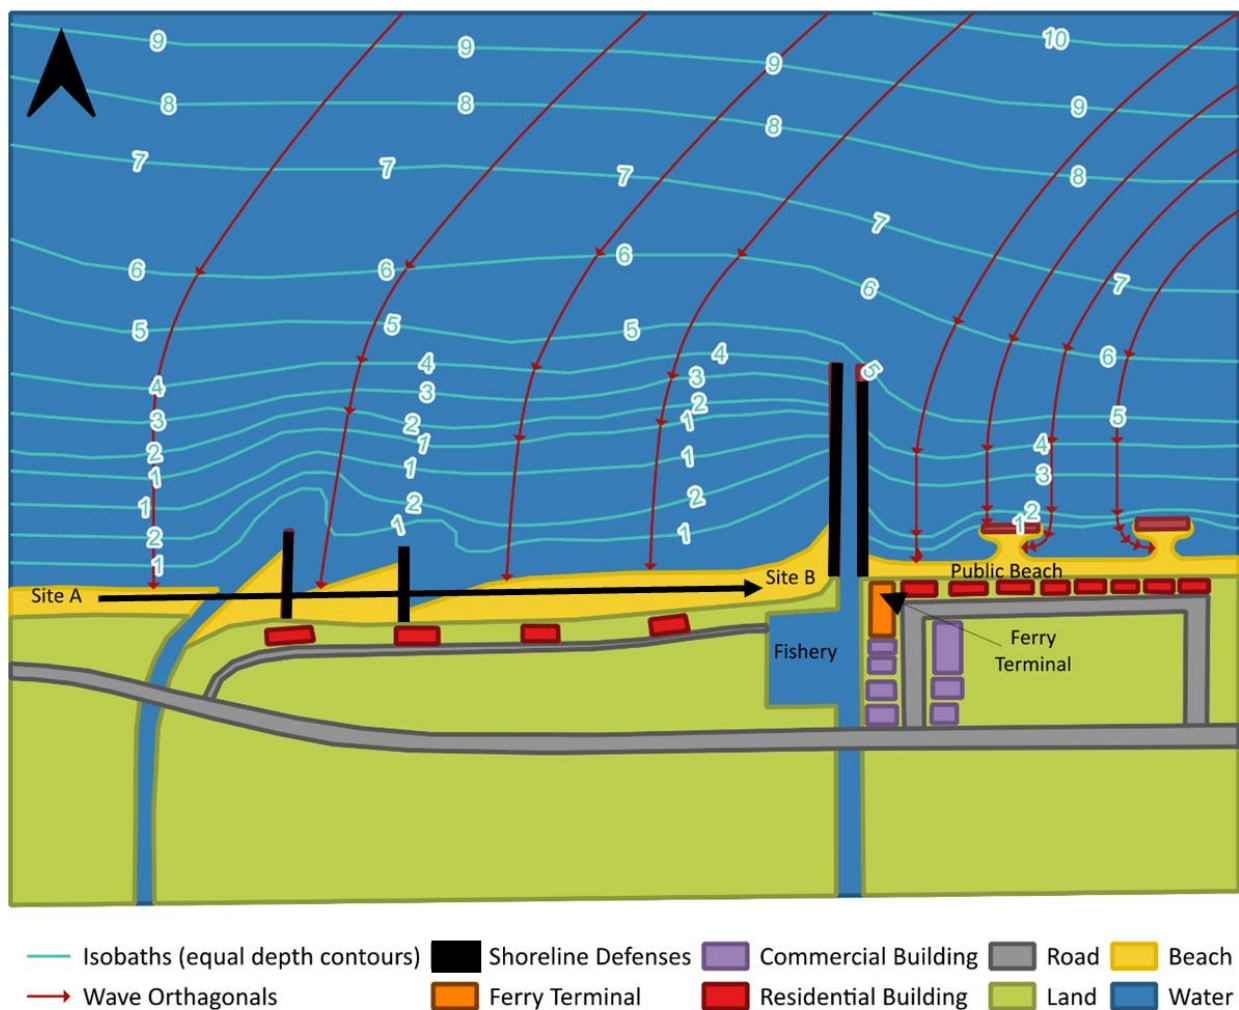 10
9 9 9 9
8 8 8 8
7 7 7 7 7
6 6 6 6 6
5 5 5 5 5
4 4 4 4
3 3 3 3
2 2 2 2
1 1 1 1
1 1 1
2 2 2
1 1 1
Site A
Site B
Public Beach
Fishery
Ferry
Terminal
Isobaths (equal depth contours)
Shoreline Defenses
Commercial Building
Road
Beach
Wave Orthagonals
Ferry Terminal
Residential Building
Land
Water